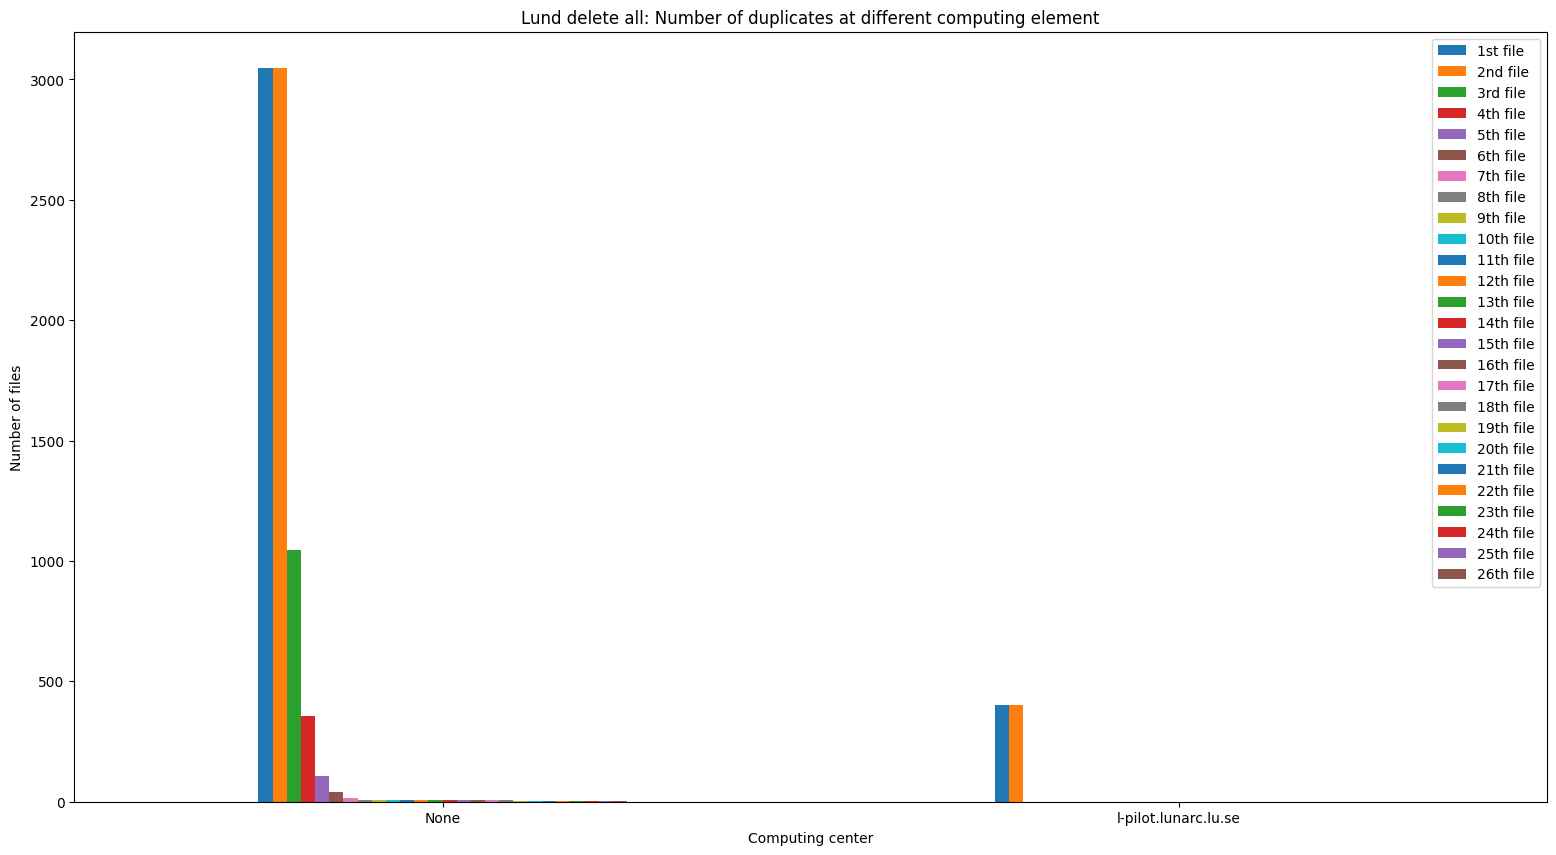 Lund delete all: Number of duplicates at different computing element
Number of files
3000
2500
2000
1500
1000
500
0
1st file
2nd file
3rd file
4th file
5th file
6th file
7th file
8th file
9th file
10th file
11th file
12th file
13th file
14th file
15th file
16th file
17th file
18th file
19th file
20th file
21th file
22th file
23th file
24th file
25th file
26th file
None
l-pilot.lunarc.lu.se
Computing center